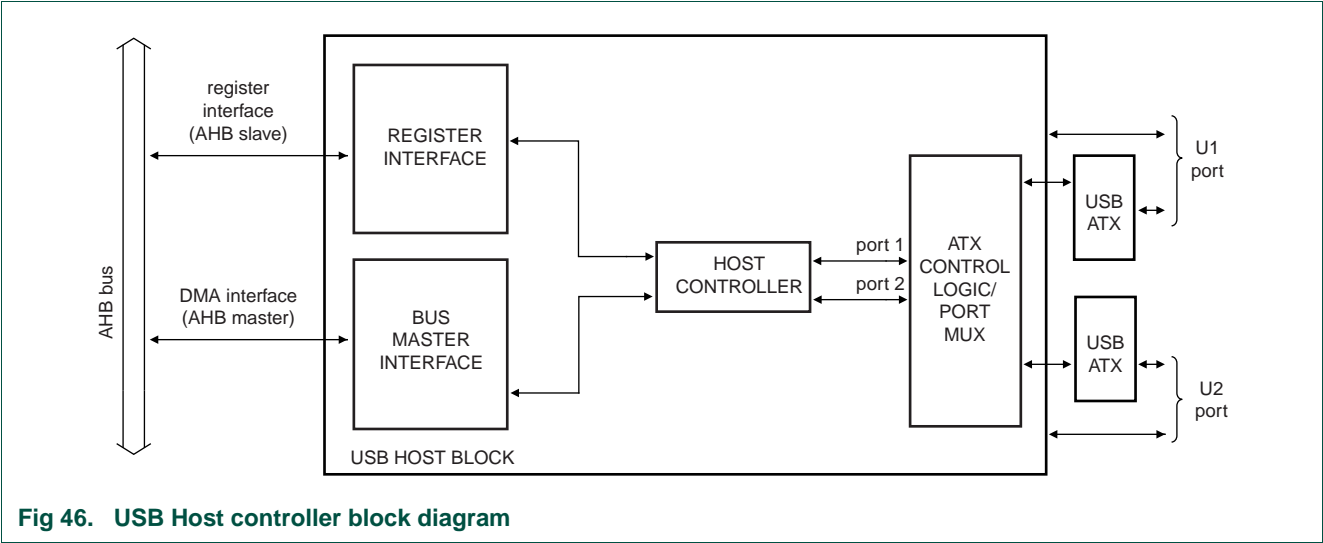 register
interface
(AHB slave)
REGISTER
INTERFACE
AHB bus
DMA interface
(AHB master)
BUS
MASTER
INTERFACE
HOST
CONTROLLER
port 1
port 2
ATX
CONTROL
LOGIC/
PORT
MUX
USB
ATX
U1
port
USB
ATX
U2
port
USB HOST BLOCK
Fig 46. USB Host controller block diagram